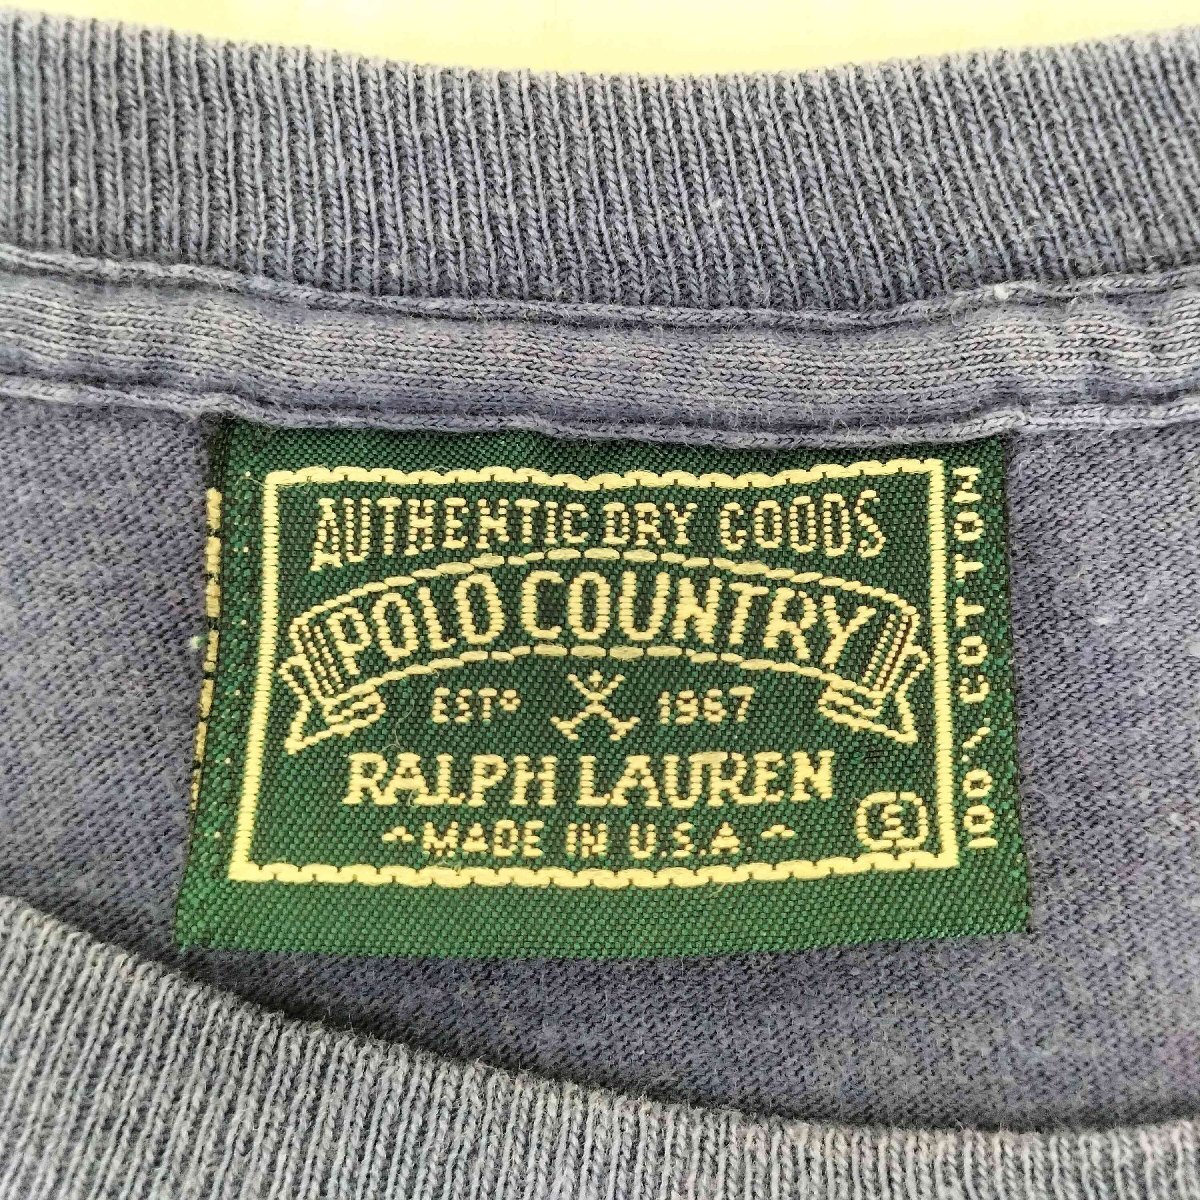 AUTHENTIC DRY GOODS
POLO COUNTRY
ESTD 1967
RALPH LAUREN
MADE IN U.S.A.
S
100% COTTON